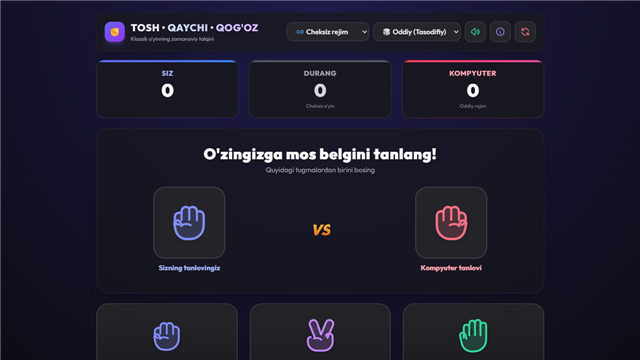 TOSH • QAYCHI • QOG'OZ
Klassik o'yinning zamonaviy talqini
Cheksiz rejim
Oddiy (Tasodifiy)
SIZ
0
DURANG
0
Cheksiz o'yin
KOMPYUTER
0
Oddiy rejim
O'zingizga mos belgini tanlang!
Quyidagi tugmalardan birini bosing
VS
Sizning tanlovingiz
Kompyuter tanlovi